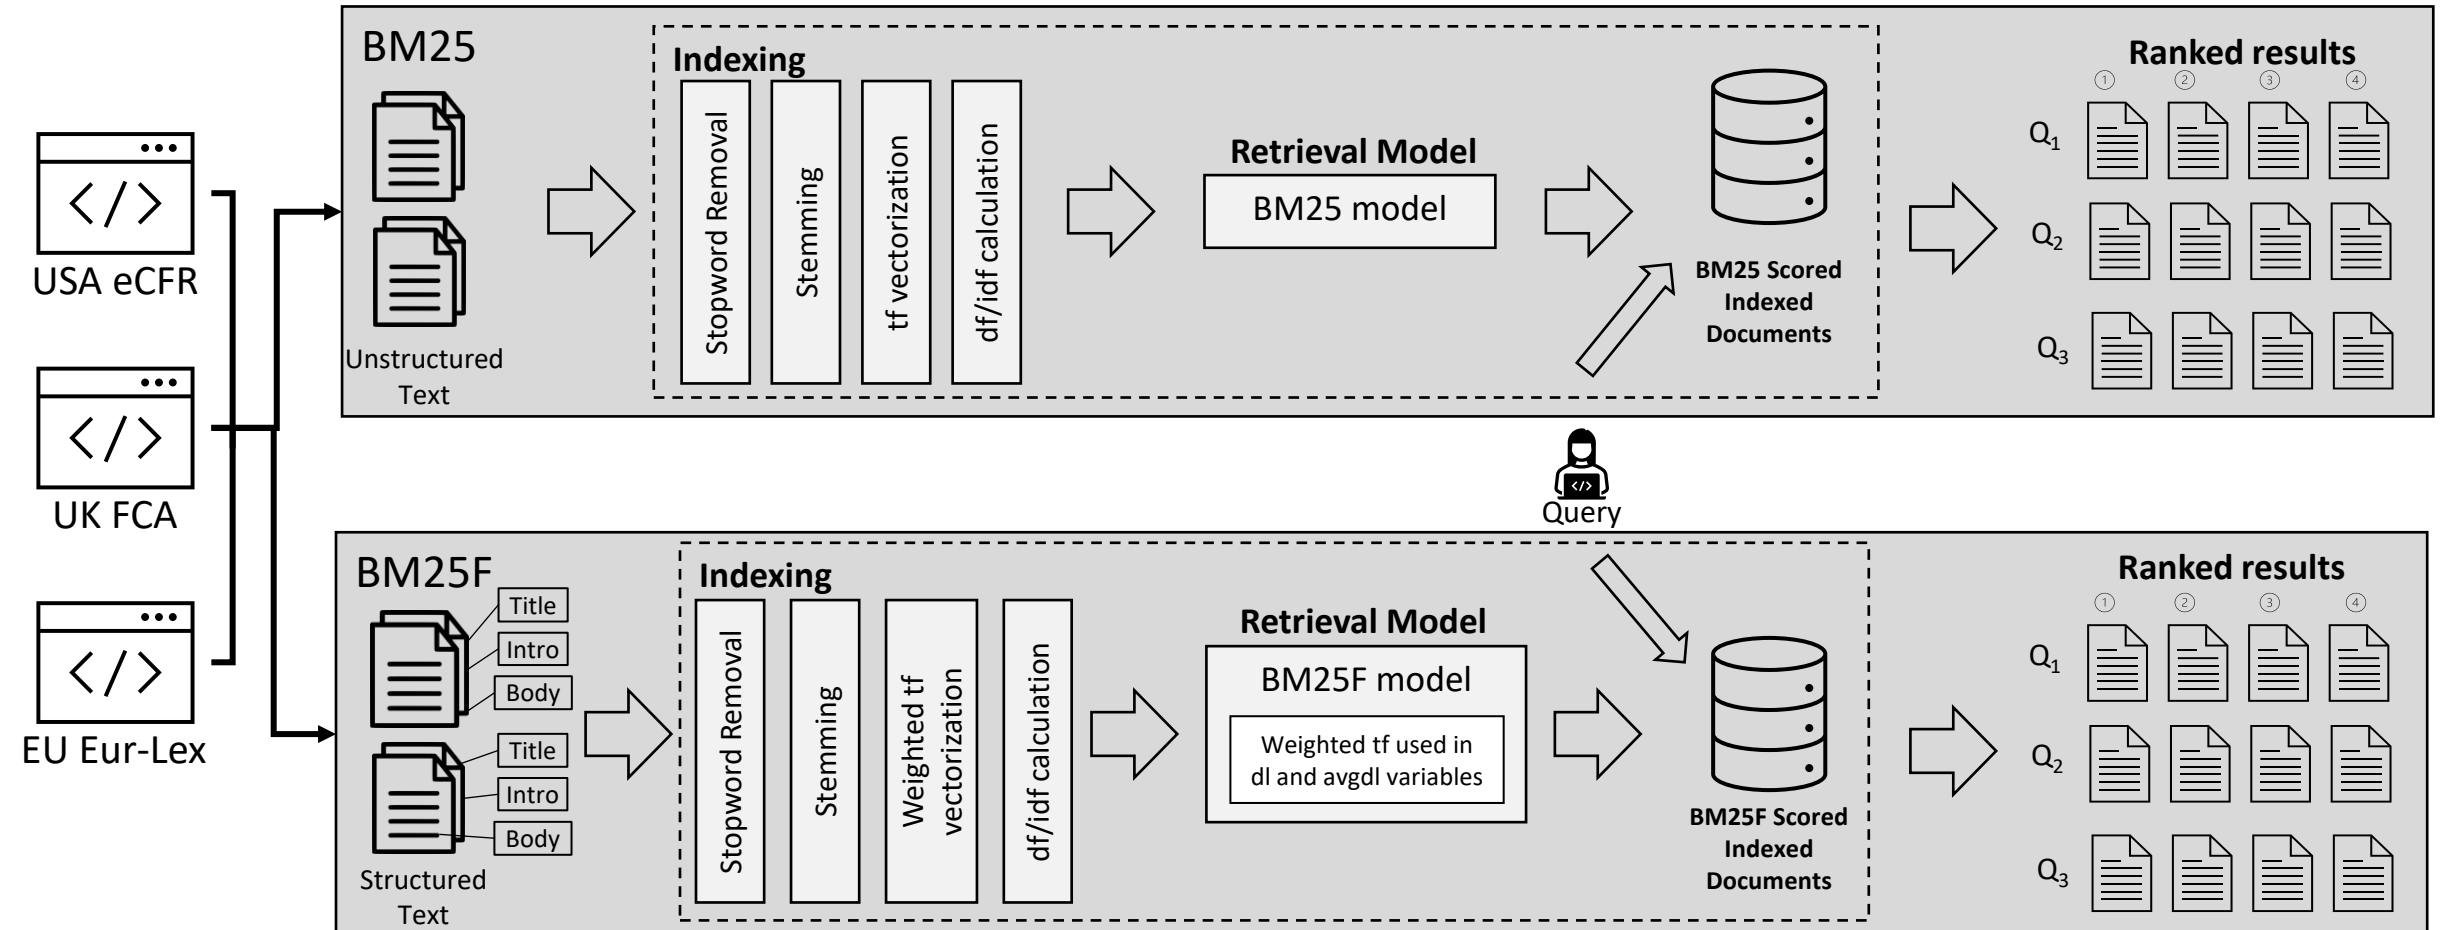 USA eCFR
UK FCA
EU Eur-Lex
BM25
Unstructured
Text
Indexing
Stopword Removal
Stemming
tf vectorization
df/idf calculation
Retrieval Model
BM25 model
BM25 Scored
Indexed
Documents
Ranked results
1 2 3 4
Q1
Q2
Q3
</>
Query
BM25F
Title
Intro
Body
Title
Intro
Body
Structured
Text
Indexing
Stopword Removal
Stemming
Weighted tf
vectorization
df/idf calculation
Retrieval Model
BM25F model
Weighted tf used in
dl and avgdl variables
BM25F Scored
Indexed
Documents
Ranked results
1 2 3 4
Q1
Q2
Q3